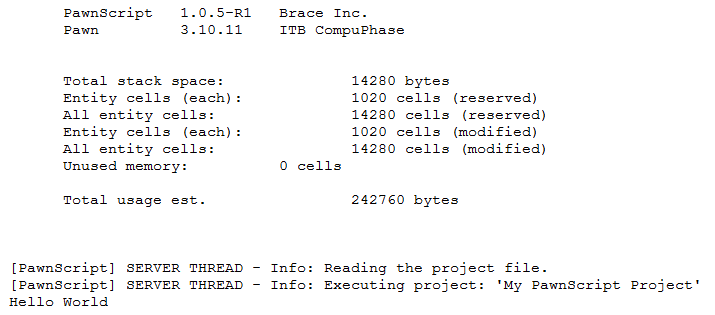 PawnScript 1.0.5-R1 Brace Inc.
Pawn 3.10.11 ITB CompuPhase
Total stack space: 14280 bytes
Entity cells (each): 1020 cells (reserved)
All entity cells: 14280 cells (reserved)
Entity cells (each): 1020 cells (modified)
All entity cells: 14280 cells (modified)
Unused memory: 0 cells
Total usage est. 242760 bytes
[PawnScript] SERVER THREAD - Info: Reading the project file.
[PawnScript] SERVER THREAD - Info: Executing project: 'My PawnScript Project'
Hello World